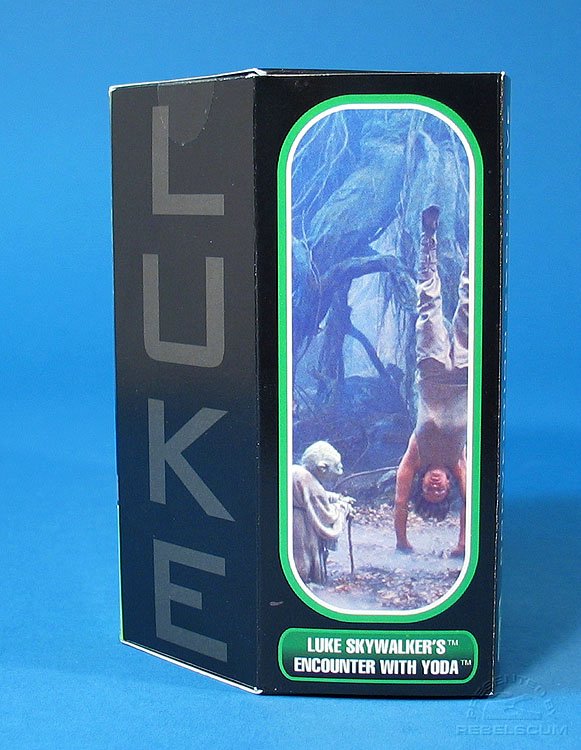 LUKE
LUKE SKYWALKER'S™
ENCOUNTER WITH YODA™
REBELSCUM